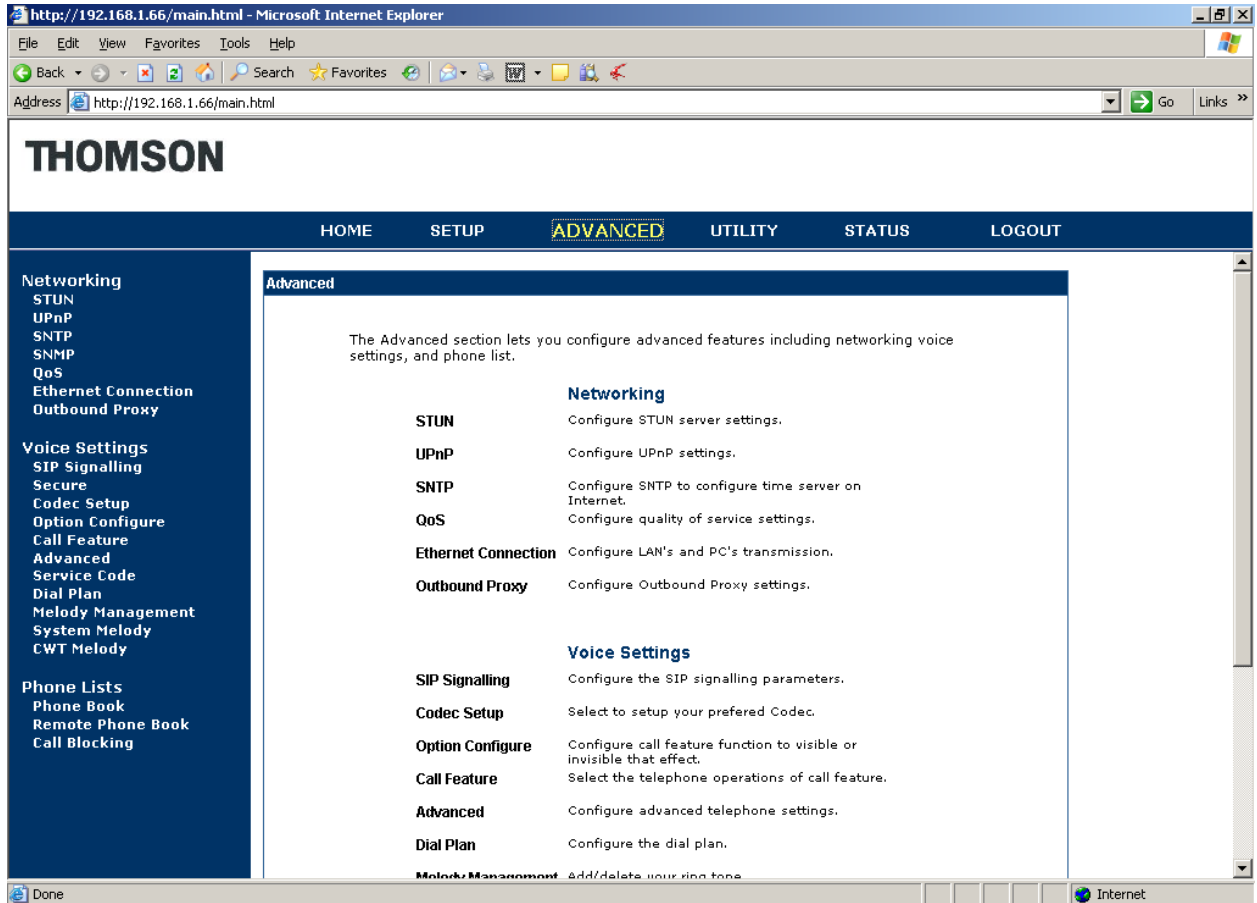 http://192.168.1.66/main.html - Microsoft Internet Explorer
File Edit View Favorites Tools Help
Back Search Favorites
Address http://192.168.1.66/main.html Go Links »
THOMSON
HOME SETUP ADVANCED UTILITY STATUS LOGOUT
Networking
STUN
UPnP
SNTP
SNMP
QoS
Ethernet Connection
Outbound Proxy
Voice Settings
SIP Signalling
Secure
Codec Setup
Option Configure
Call Feature
Advanced
Service Code
Dial Plan
Melody Management
System Melody
CWT Melody
Phone Lists
Phone Book
Remote Phone Book
Call Blocking
Advanced
The Advanced section lets you configure advanced features including networking voice
settings, and phone list.
Networking
STUN Configure STUN server settings.
UPnP Configure UPnP settings.
SNTP Configure SNTP to configure time server on
Internet.
QoS Configure quality of service settings.
Ethernet Connection Configure LAN's and PC's transmission.
Outbound Proxy Configure Outbound Proxy settings.
Voice Settings
SIP Signalling Configure the SIP signalling parameters.
Codec Setup Select to setup your prefered Codec.
Option Configure Configure call feature function to visible or
invisible that effect.
Call Feature Select the telephone operations of call feature.
Advanced Configure advanced telephone settings.
Dial Plan Configure the dial plan.
Melody Management Add/delete your ring tone
Done Internet